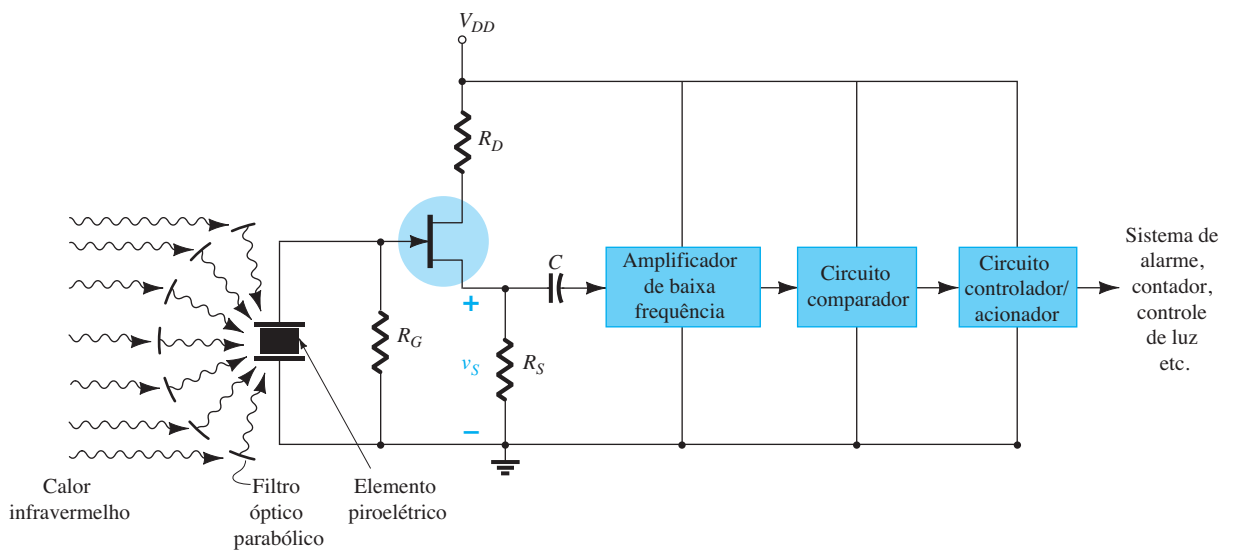 V_DD
R_D
C
Amplificador
de baixa
frequência
Circuito
comparador
Circuito
controlador/
acionador
Sistema de
alarme,
contador,
controle
de luz
etc.
+
v_S
–
R_G
R_S
Calor
infravermelho
Filtro
óptico
parabólico
Elemento
piroelétrico